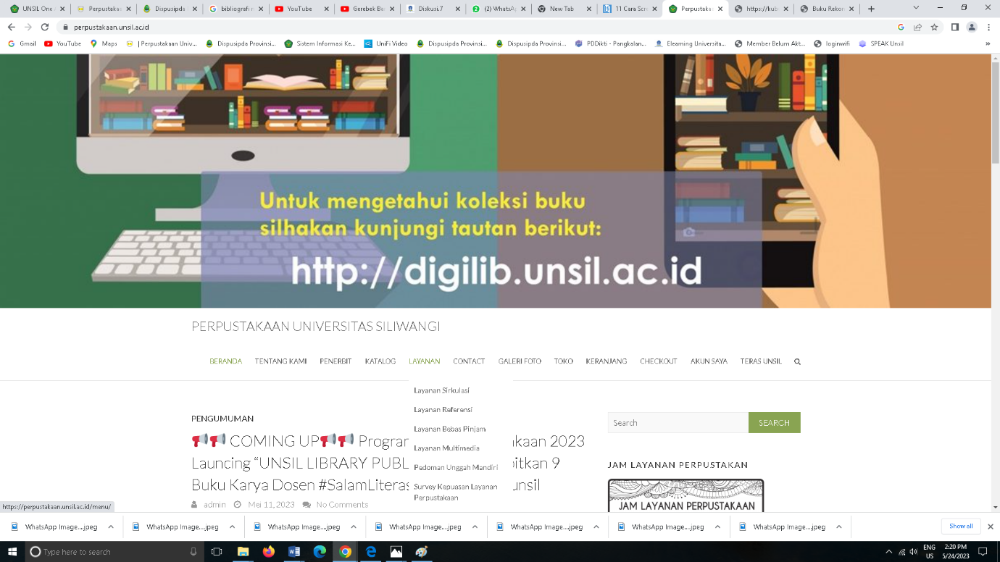 UNSIL One A
Perpustakaa
Dispusipda P
bibliografi n
YouTube
Gerebek Ba
Diskusi.7
(2) WhatsAp
New Tab
11 Cara Scre
Perpustakaa
https://kub
Buku Rekom
perpustakaan.unsil.ac.id
Gmail
YouTube
Maps
| Perpustakaan Univ...
Dispusipda Provinsi...
Sistem Informasi Ke...
UniFi Video
Dispusipda Provinsi...
Dispusipda Provinsi...
PDDikti - Pangkalan...
Elearning Universita...
Member Belum Akt...
loginwifi
SPEAK Unsil
Untuk mengetahui koleksi buku
silhakan kunjungi tautan berikut:
http://digilib.unsil.ac.id
PERPUSTAKAAN UNIVERSITAS SILIWANGI
BERANDA TENTANG KAMI PENERBIT KATALOG LAYANAN CONTACT GALERI FOTO TOKO KERANJANG CHECKOUT AKUN SAYA TERAS UNSIL
Layanan Sirkulasi
Layanan Referensi
Layanan Bebas Pinjam
Layanan Multimedia
Pedoman Unggah Mandiri
Survey Kepuasan Layanan
Perpustakaan
PENGUMUMAN
📢📢 COMING UP📢📢 Program akaan 2023
Launcing “UNSIL LIBRARY PUBL bitkan 9
Buku Karya Dosen #SalamLiteras unsil
admin Mei 11, 2023 No Comments
Search SEARCH
JAM LAYANAN PERPUSTAKAN
JAM LAYANAN PERPUSTAKAAN
https://perpustakaan.unsil.ac.id/menu/
WhatsApp Image....jpeg
WhatsApp Image....jpeg
WhatsApp Image....jpeg
WhatsApp Image....jpeg
WhatsApp Image....jpeg
WhatsApp Image....jpeg
WhatsApp Image....jpeg
Show all
Type here to search
ENG
US
2:20 PM
5/24/2023